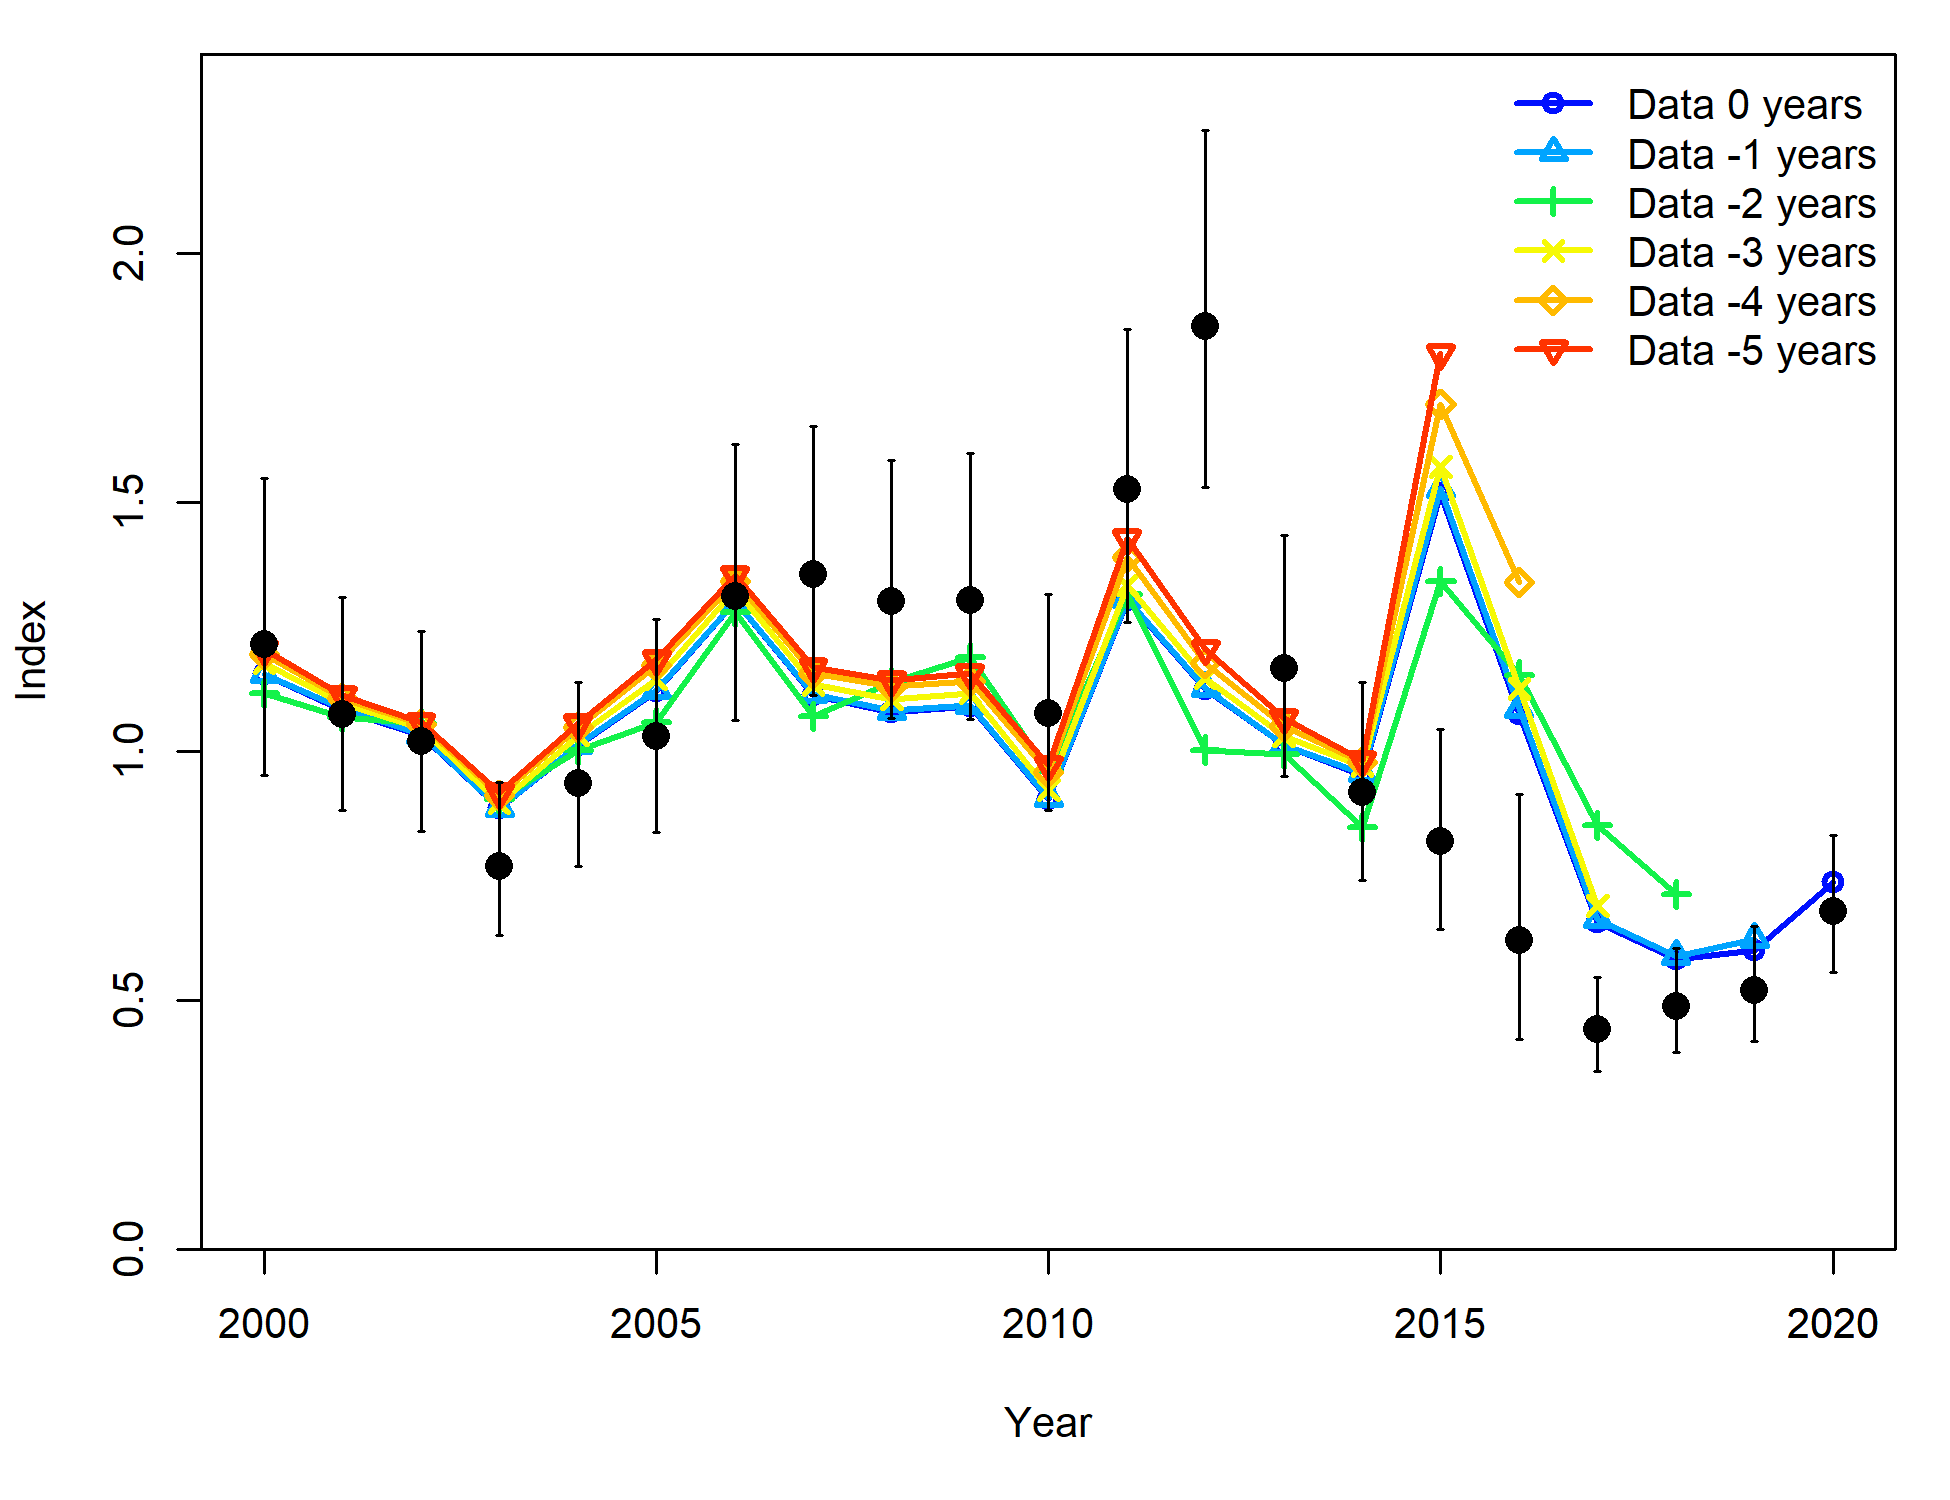 Data 0 years
Data -1 years
Data -2 years
Data -3 years
Data -4 years
Data -5 years
Index
2.0
1.5
1.0
0.5
0.0
2000 2005 2010 2015 2020
Year